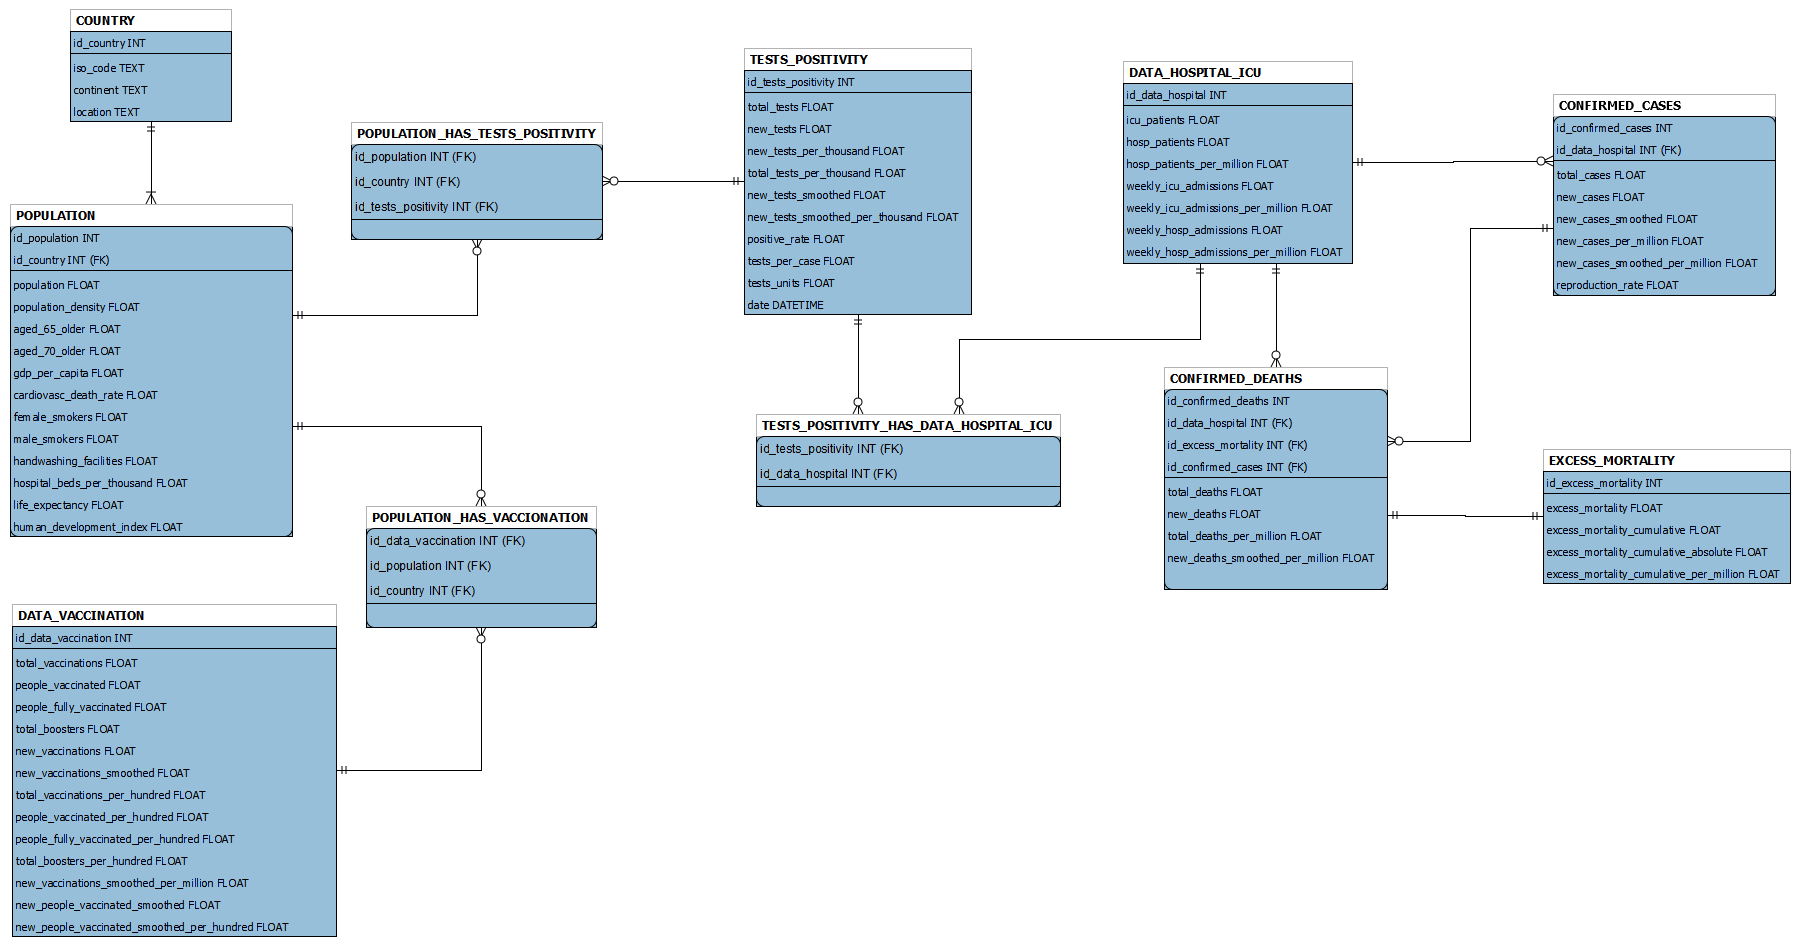 COUNTRY
id_country INT
iso_code TEXT
continent TEXT
location TEXT
POPULATION
id_population INT
id_country INT (FK)
population FLOAT
population_density FLOAT
aged_65_older FLOAT
aged_70_older FLOAT
gdp_per_capita FLOAT
cardiovasc_death_rate FLOAT
female_smokers FLOAT
male_smokers FLOAT
handwashing_facilities FLOAT
hospital_beds_per_thousand FLOAT
life_expectancy FLOAT
human_development_index FLOAT
DATA_VACCINATION
id_data_vaccination INT
total_vaccinations FLOAT
people_vaccinated FLOAT
people_fully_vaccinated FLOAT
total_boosters FLOAT
new_vaccinations FLOAT
new_vaccinations_smoothed FLOAT
total_vaccinations_per_hundred FLOAT
people_vaccinated_per_hundred FLOAT
people_fully_vaccinated_per_hundred FLOAT
total_boosters_per_hundred FLOAT
new_vaccinations_smoothed_per_million FLOAT
new_people_vaccinated_smoothed FLOAT
new_people_vaccinated_smoothed_per_hundred FLOAT
POPULATION_HAS_TESTS_POSITIVITY
id_population INT (FK)
id_country INT (FK)
id_tests_positivity INT (FK)
POPULATION_HAS_VACCIONATION
id_data_vaccination INT (FK)
id_population INT (FK)
id_country INT (FK)
TESTS_POSITIVITY
id_tests_positivity INT
total_tests FLOAT
new_tests FLOAT
new_tests_per_thousand FLOAT
total_tests_per_thousand FLOAT
new_tests_smoothed FLOAT
new_tests_smoothed_per_thousand FLOAT
positive_rate FLOAT
tests_per_case FLOAT
tests_units FLOAT
date DATETIME
TESTS_POSITIVITY_HAS_DATA_HOSPITAL_ICU
id_tests_positivity INT (FK)
id_data_hospital INT (FK)
DATA_HOSPITAL_ICU
id_data_hospital INT
icu_patients FLOAT
hosp_patients FLOAT
hosp_patients_per_million FLOAT
weekly_icu_admissions FLOAT
weekly_icu_admissions_per_million FLOAT
weekly_hosp_admissions FLOAT
weekly_hosp_admissions_per_million FLOAT
CONFIRMED_DEATHS
id_confirmed_deaths INT
id_data_hospital INT (FK)
id_excess_mortality INT (FK)
id_confirmed_cases INT (FK)
total_deaths FLOAT
new_deaths FLOAT
total_deaths_per_million FLOAT
new_deaths_smoothed_per_million FLOAT
CONFIRMED_CASES
id_confirmed_cases INT
id_data_hospital INT (FK)
total_cases FLOAT
new_cases FLOAT
new_cases_smoothed FLOAT
new_cases_per_million FLOAT
new_cases_smoothed_per_million FLOAT
reproduction_rate FLOAT
EXCESS_MORTALITY
id_excess_mortality INT
excess_mortality FLOAT
excess_mortality_cumulative FLOAT
excess_mortality_cumulative_absolute FLOAT
excess_mortality_cumulative_per_million FLOAT